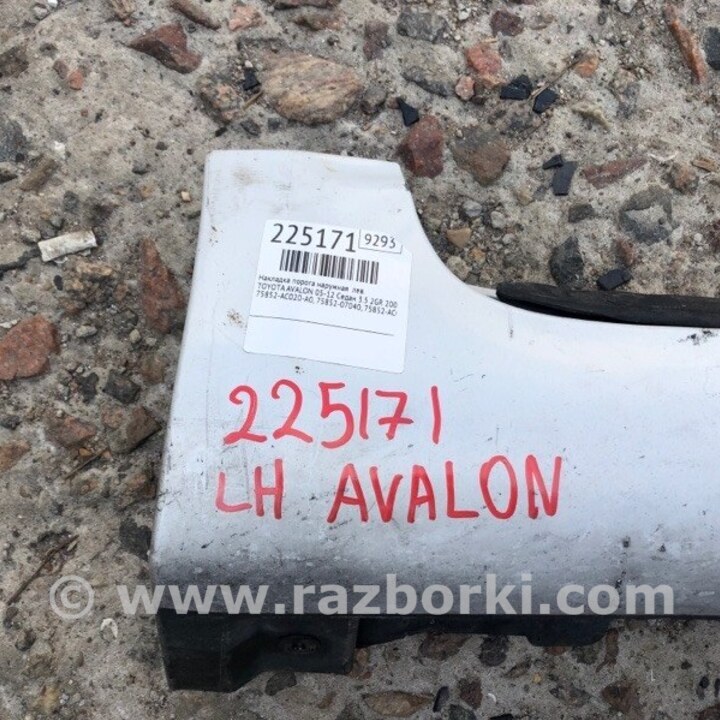 225171 9293
Накладка порога наружная лев
TOYOTA AVALON 05-12 Седан 3.5 2GR 200
75852-AC020-A0, 75852-07040, 75852-AC
225171
LH AVALON
© www.razborki.com